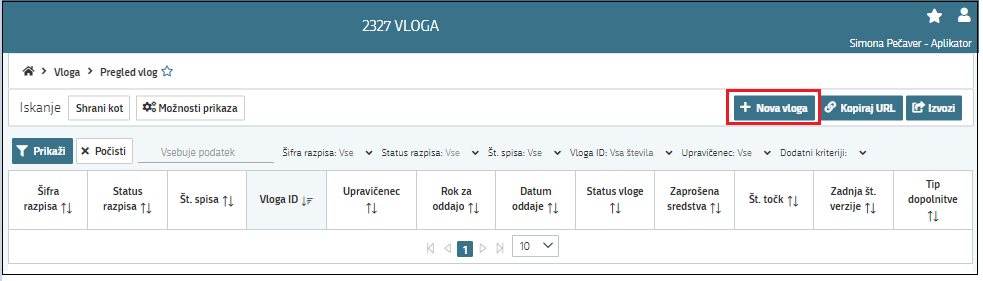 2327 VLOGA
Simona Pečaver - Aplikator
Vloga Pregled vlog
Iskanje Shrani kot Možnosti prikaza Nova vloga Kopiraj URL Izvozi
Prikaži Počisti Vsebuje podatek Šifra razpisa: Vse Status razpisa: Vse Št. spisa: Vse Vloga ID: Vsa števila Upravičenec: Vse Dodatni kriteriji:
Šifra razpisa Status razpisa Št. spisa Vloga ID Upravičenec Rok za oddajo Datum oddaje Status vloge Zaprošena sredstva Št. točk Zadnja št. verzije Tip dopolnitve
1 10